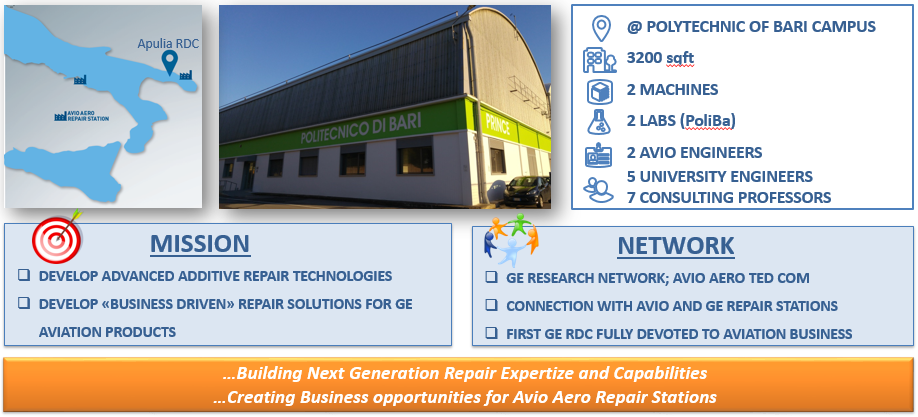 Apulia RDC
AVIO AERO
REPAIR STATION
POLITECNICO DI BARI
PRINCE
@ POLYTECHNIC OF BARI CAMPUS
3200 sqft
2 MACHINES
2 LABS (PoliBa)
2 AVIO ENGINEERS
5 UNIVERSITY ENGINEERS
7 CONSULTING PROFESSORS
MISSION
DEVELOP ADVANCED ADDITIVE REPAIR TECHNOLOGIES
DEVELOP «BUSINESS DRIVEN» REPAIR SOLUTIONS FOR GE
AVIATION PRODUCTS
NETWORK
GE RESEARCH NETWORK; AVIO AERO TED COM
CONNECTION WITH AVIO AND GE REPAIR STATIONS
FIRST GE RDC FULLY DEVOTED TO AVIATION BUSINESS
...Building Next Generation Repair Expertize and Capabilities
...Creating Business opportunities for Avio Aero Repair Stations